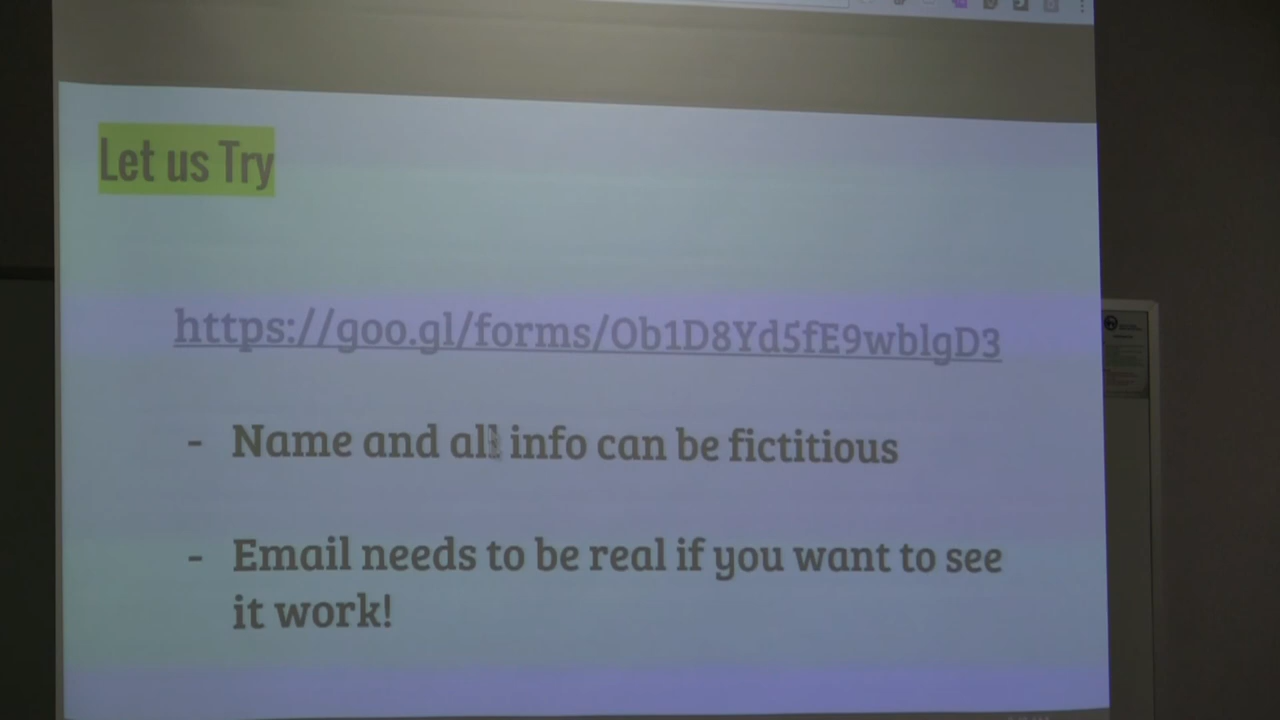 Let us Try
https://goo.gl/forms/Ob1D8Yd5fE9wblgD3
- Name and all info can be fictitious
- Email needs to be real if you want to see
it work!